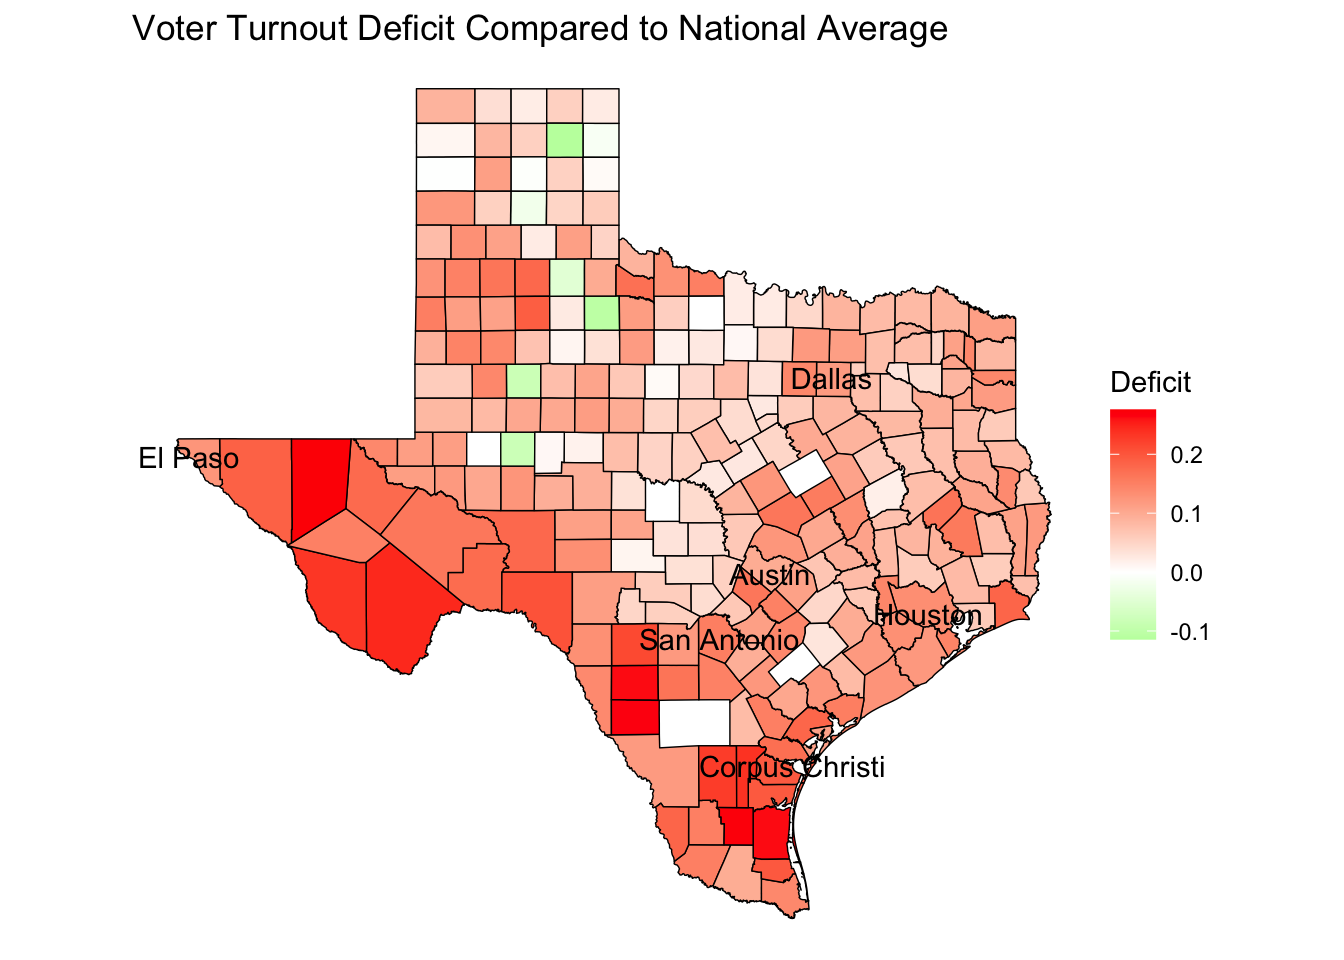 Voter Turnout Deficit Compared to National Average
Dallas
El Paso
Austin
Houston
San Antonio
Corpus Christi
Deficit
0.2
0.1
0.0
-0.1